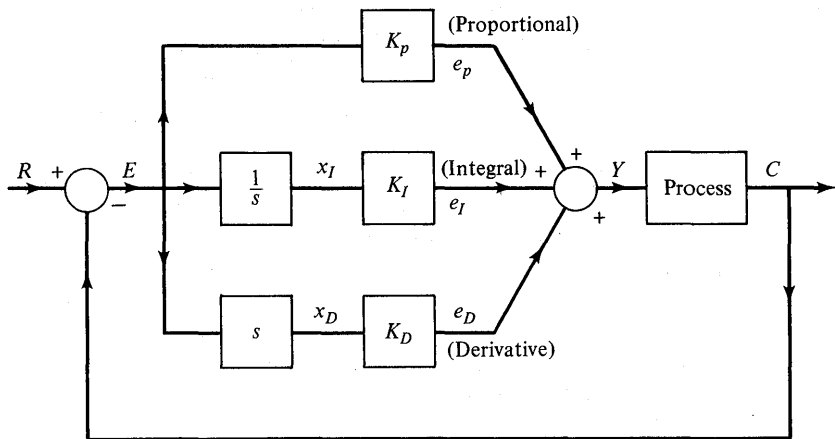 (Proportional)
K_p
e_p
+
R
+
E
−
1/s
x_I
K_I
(Integral)
e_I
+
+
Y
Process
C
s
x_D
K_D
e_D
(Derivative)